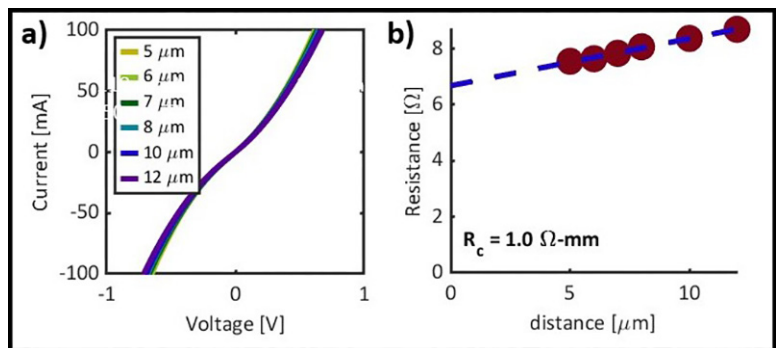 a)
Current [mA]
100
50
0
-50
-100
5 μm
6 μm
7 μm
8 μm
10 μm
12 μm
-1
0
1
Voltage [V]
b)
Resistance [Ω]
8
6
4
2
0
R_c = 1.0 Ω-mm
0
5
10
distance [μm]